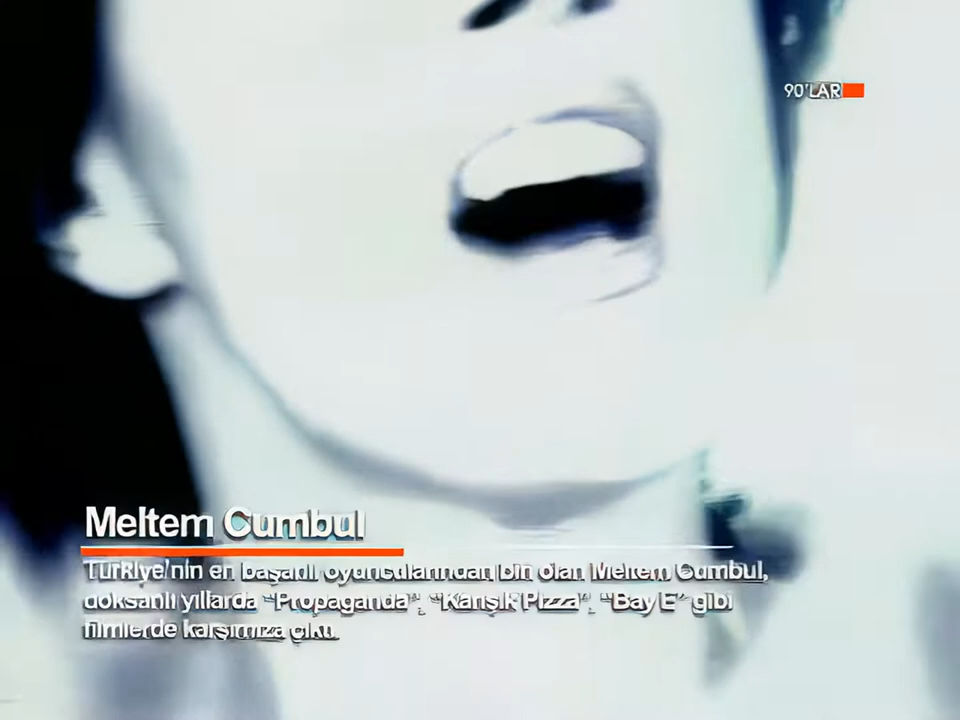 90'LAR
Meltem Cumbul
Türkiye'nin en başarılı oyuncularından biri olan Meltem Cumbul,
doksanlı yıllarda "Propaganda", "Karışık Pizza", "Bay E" gibi
filmlerde karşımıza çıktı.